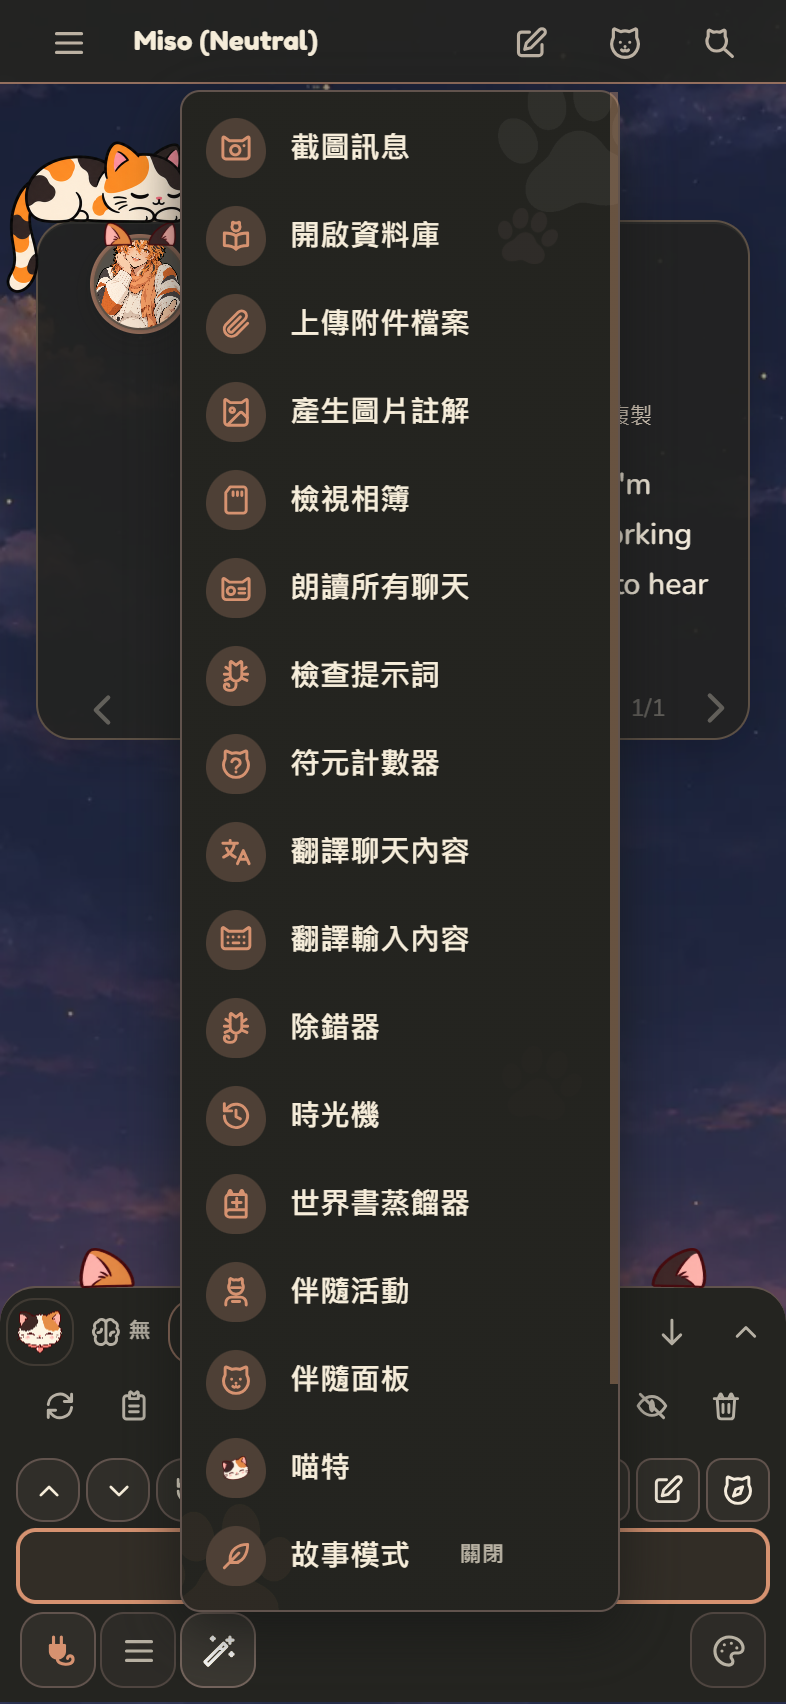 Miso (Neutral)
截圖訊息
開啟資料庫
上傳附件檔案
產生圖片註解
複製
檢視相簿
'm
朗讀所有聊天
orking
to hear
檢查提示詞
1/1
符元計數器
翻譯聊天內容
翻譯輸入內容
除錯器
時光機
世界書蒸餾器
伴隨活動
無
伴隨面板
喵特
故事模式 關閉